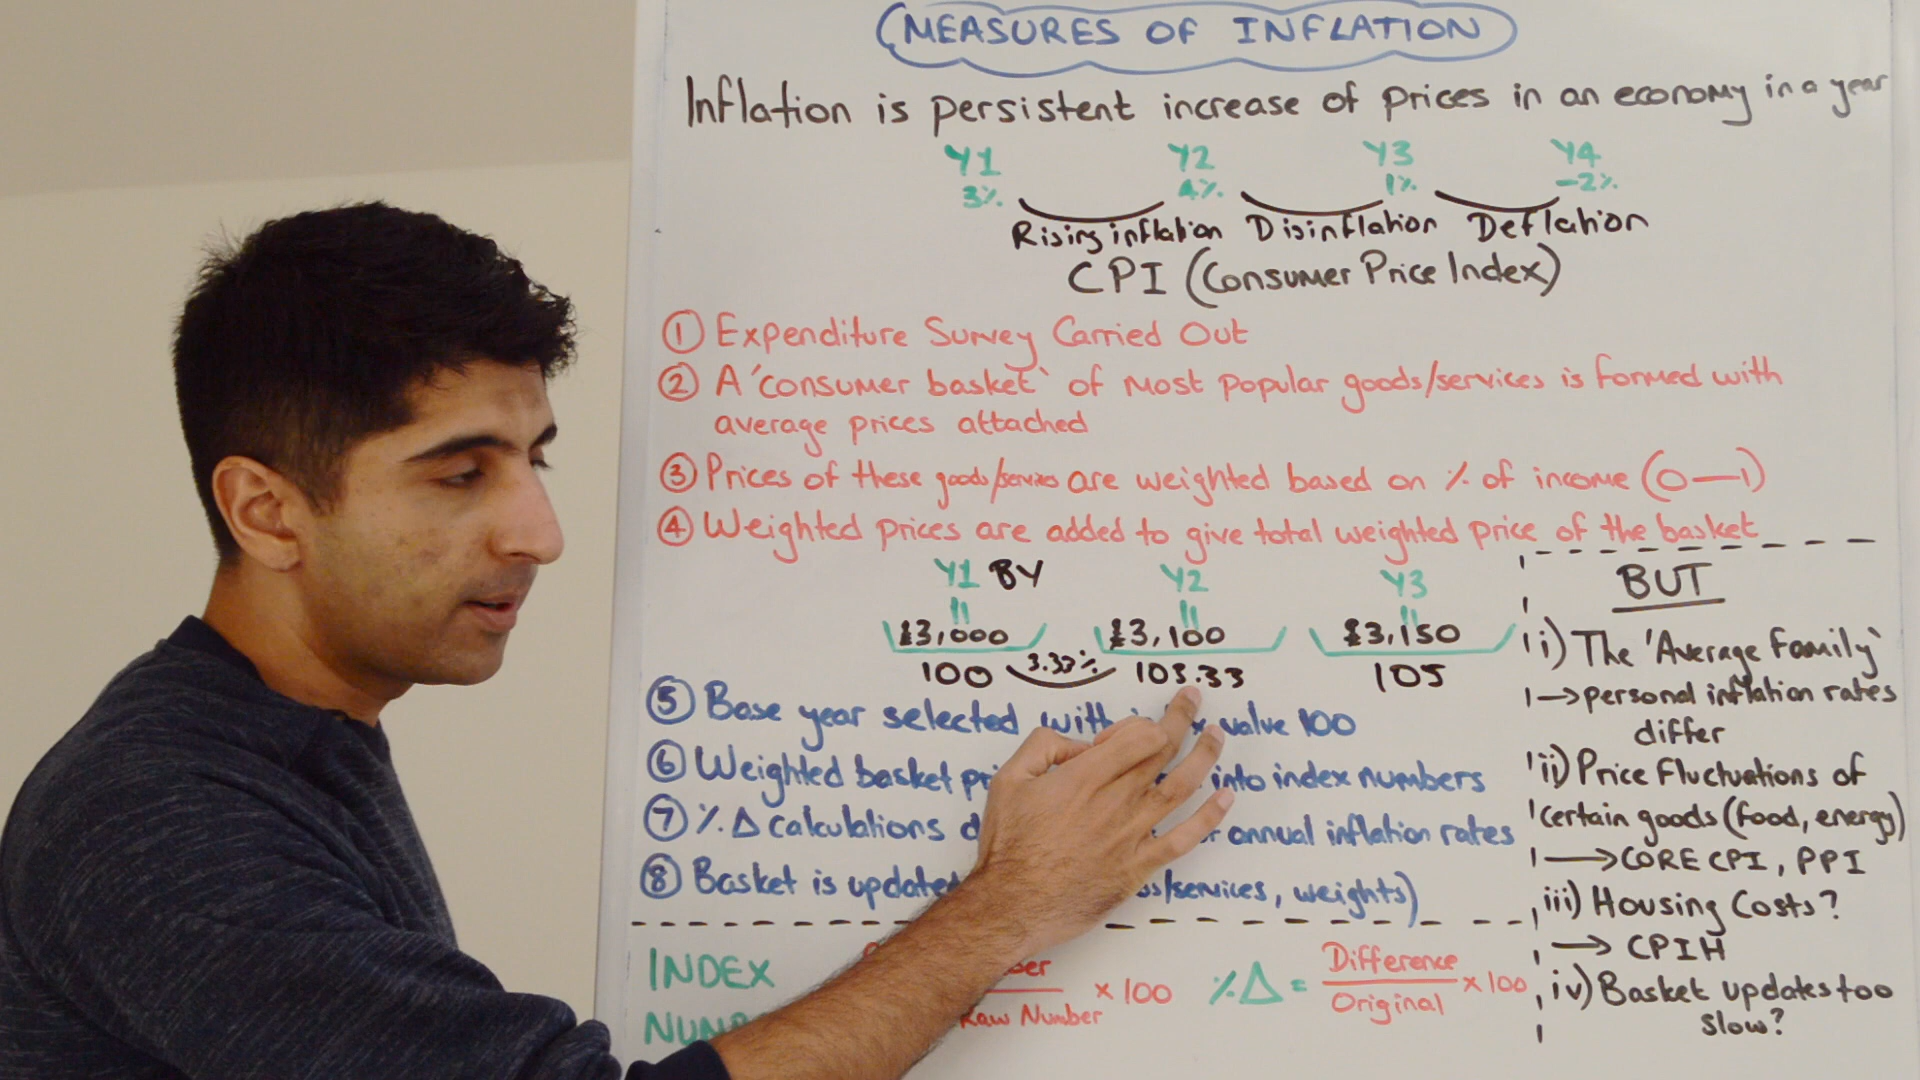 MEASURES OF INFLATION
Inflation is persistent increase of prices in an economy in a year
Y1 Y2 Y3 Y4
3% 4% 1% -2%
Rising inflation Disinflation Deflation
CPI (Consumer Price Index)
① Expenditure Survey Carried Out
② A 'consumer basket' of most popular goods/services is formed with
average prices attached
③ Prices of these goods/services are weighted based on % of income (0—1)
④ Weighted prices are added to give total weighted price of the basket
Y1 BY Y2 Y3
£3,000 £3,100 £3,150
100 3.33% 103.33 105
⑤ Base year selected with value 100
⑥ Weighted basket into index numbers
⑦ %Δ calculations annual inflation rates
⑧ Basket is updated /services, weights)
INDEX × 100 %Δ = Difference × 100
Raw Number Original
BUT
i) The 'Average Family'
→ personal inflation rates
differ
ii) Price Fluctuations of
certain goods (food, energy)
→ CORE CPI, PPI
iii) Housing Costs?
→ CPIH
iv) Basket updates too
slow?